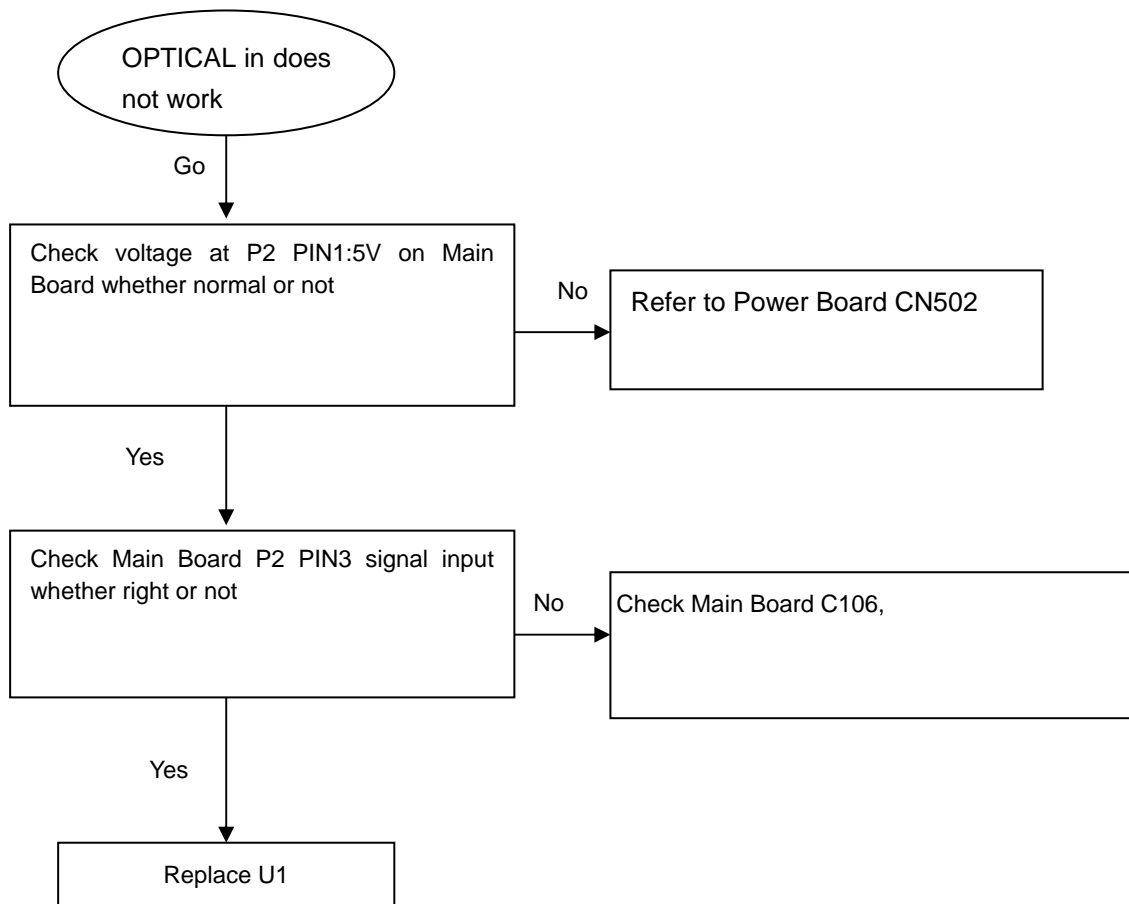 OPTICAL in does
not work
Go
Check voltage at P2 PIN1:5V on Main
Board whether normal or not
No
Refer to Power Board CN502
Yes
Check Main Board P2 PIN3 signal input
whether right or not
No
Check Main Board C106,
Yes
Replace U1